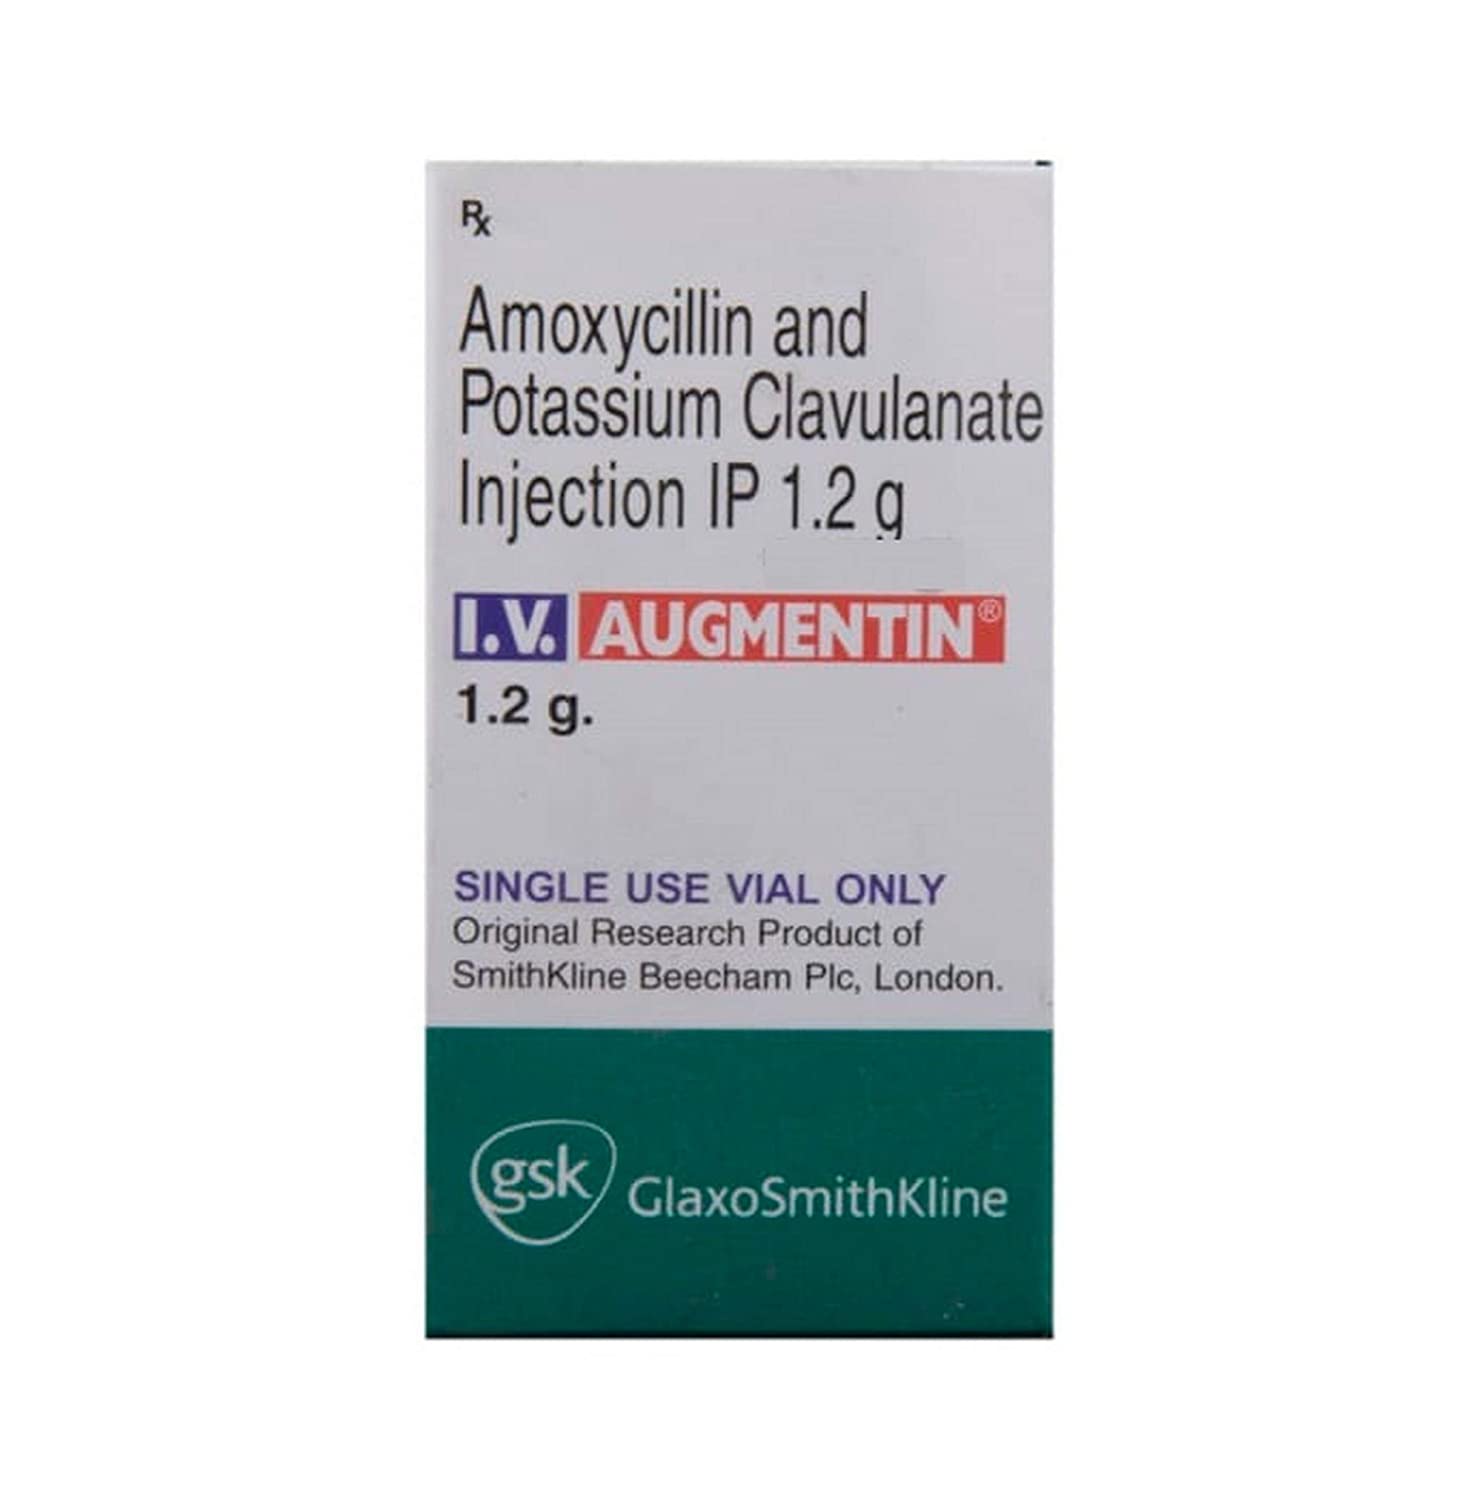 Rx
Amoxycillin and
Potassium Clavulanate
Injection IP 1.2 g
I.V. AUGMENTIN®
1.2 g.
SINGLE USE VIAL ONLY
Original Research Product of
SmithKline Beecham Plc, London.
gsk GlaxoSmithKline